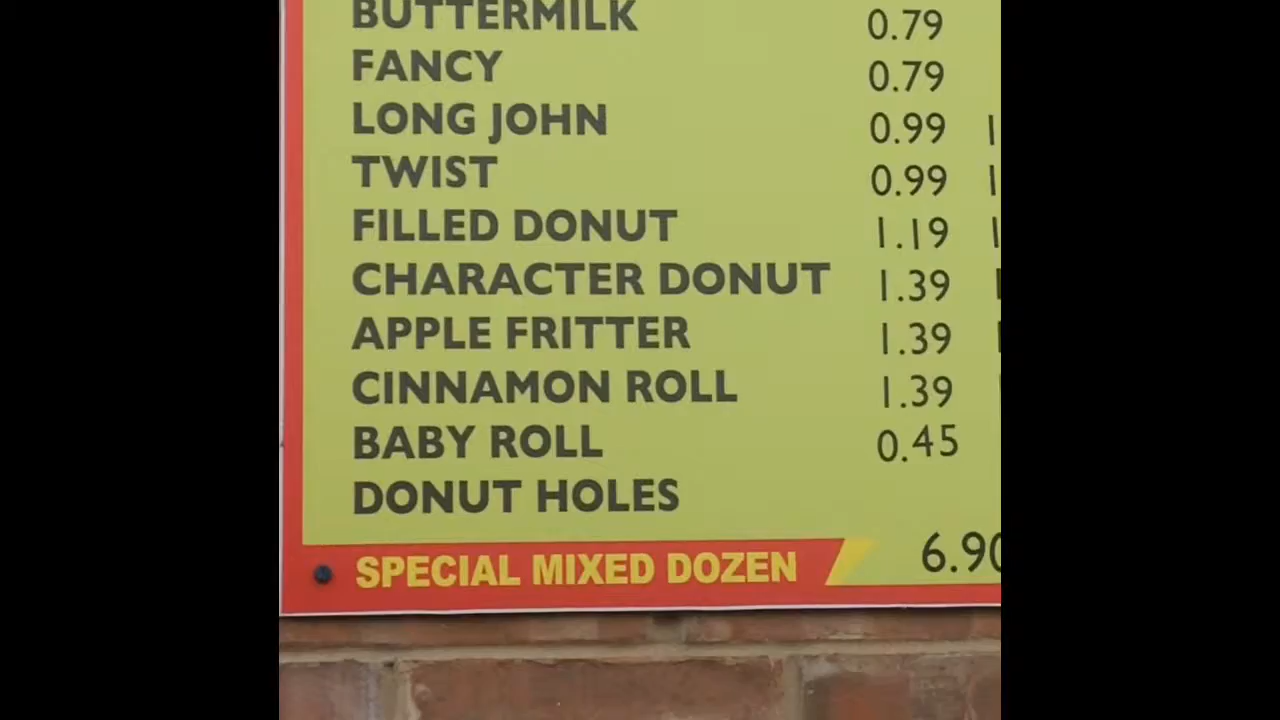 BUTTERMILK 0.79
FANCY 0.79
LONG JOHN 0.99
TWIST 0.99
FILLED DONUT 1.19
CHARACTER DONUT 1.39
APPLE FRITTER 1.39
CINNAMON ROLL 1.39
BABY ROLL 0.45
DONUT HOLES
SPECIAL MIXED DOZEN 6.90